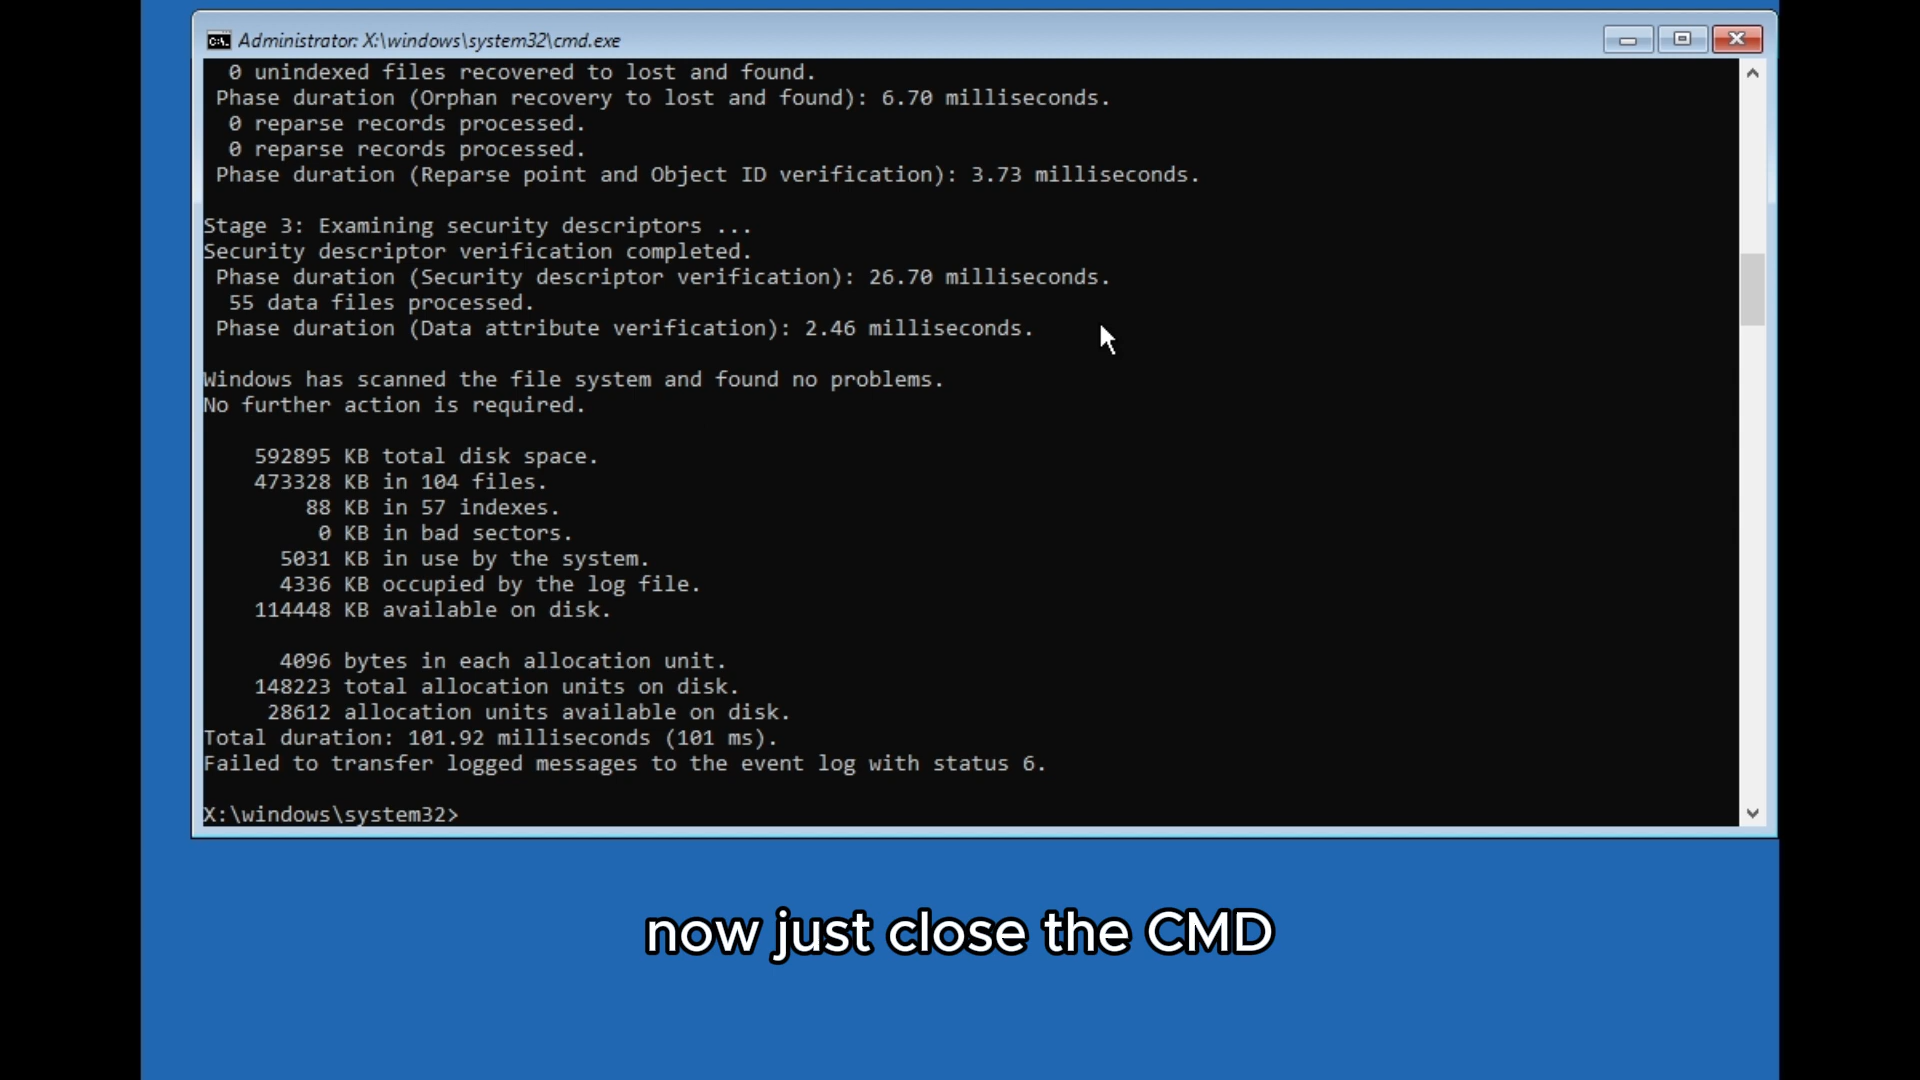 Administrator: X:\windows\system32\cmd.exe
0 unindexed files recovered to lost and found.
Phase duration (Orphan recovery to lost and found): 6.70 milliseconds.
0 reparse records processed.
0 reparse records processed.
Phase duration (Reparse point and Object ID verification): 3.73 milliseconds.
Stage 3: Examining security descriptors ...
Security descriptor verification completed.
Phase duration (Security descriptor verification): 26.70 milliseconds.
55 data files processed.
Phase duration (Data attribute verification): 2.46 milliseconds.
Windows has scanned the file system and found no problems.
No further action is required.
592895 KB total disk space.
473328 KB in 104 files.
88 KB in 57 indexes.
0 KB in bad sectors.
5031 KB in use by the system.
4336 KB occupied by the log file.
114448 KB available on disk.
4096 bytes in each allocation unit.
148223 total allocation units on disk.
28612 allocation units available on disk.
Total duration: 101.92 milliseconds (101 ms).
Failed to transfer logged messages to the event log with status 6.
X:\windows\system32>
now just close the CMD